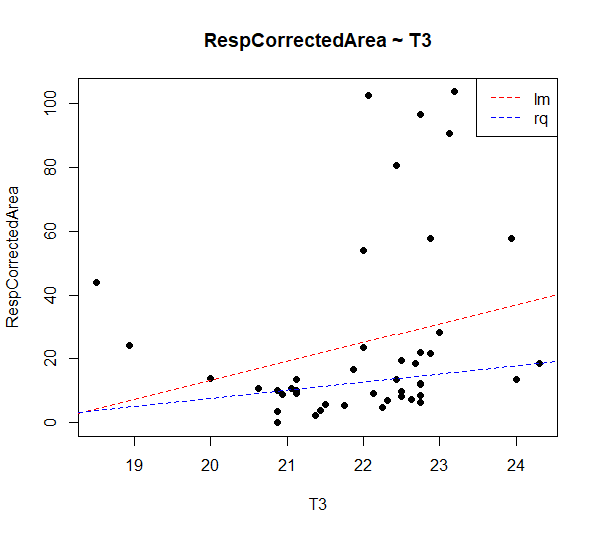 RespCorrectedArea ~ T3
lm
rq
RespCorrectedArea
100
80
60
40
20
0
19 20 21 22 23 24
T3